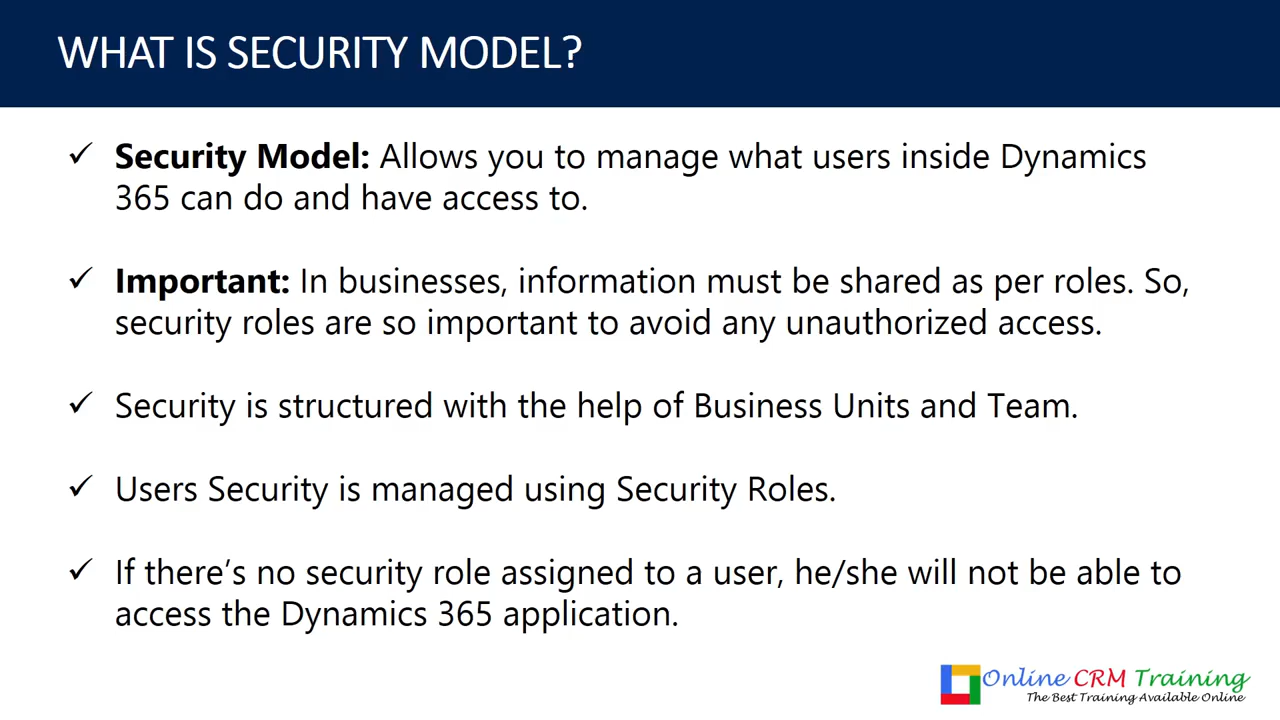 WHAT IS SECURITY MODEL?
✓ Security Model: Allows you to manage what users inside Dynamics
365 can do and have access to.
✓ Important: In businesses, information must be shared as per roles. So,
security roles are so important to avoid any unauthorized access.
✓ Security is structured with the help of Business Units and Team.
✓ Users Security is managed using Security Roles.
✓ If there’s no security role assigned to a user, he/she will not be able to
access the Dynamics 365 application.
Online CRM Training
The Best Training Available Online